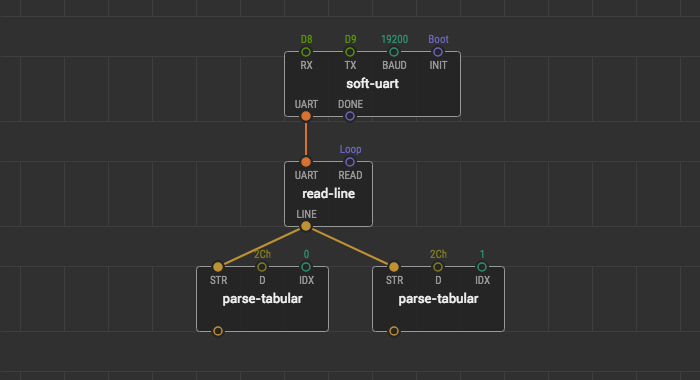 D8 D9 19200 Boot
RX TX BAUD INIT
soft-uart
UART DONE
Loop
UART READ
read-line
LINE
2Ch 0 2Ch 1
STR D IDX STR D IDX
parse-tabular parse-tabular